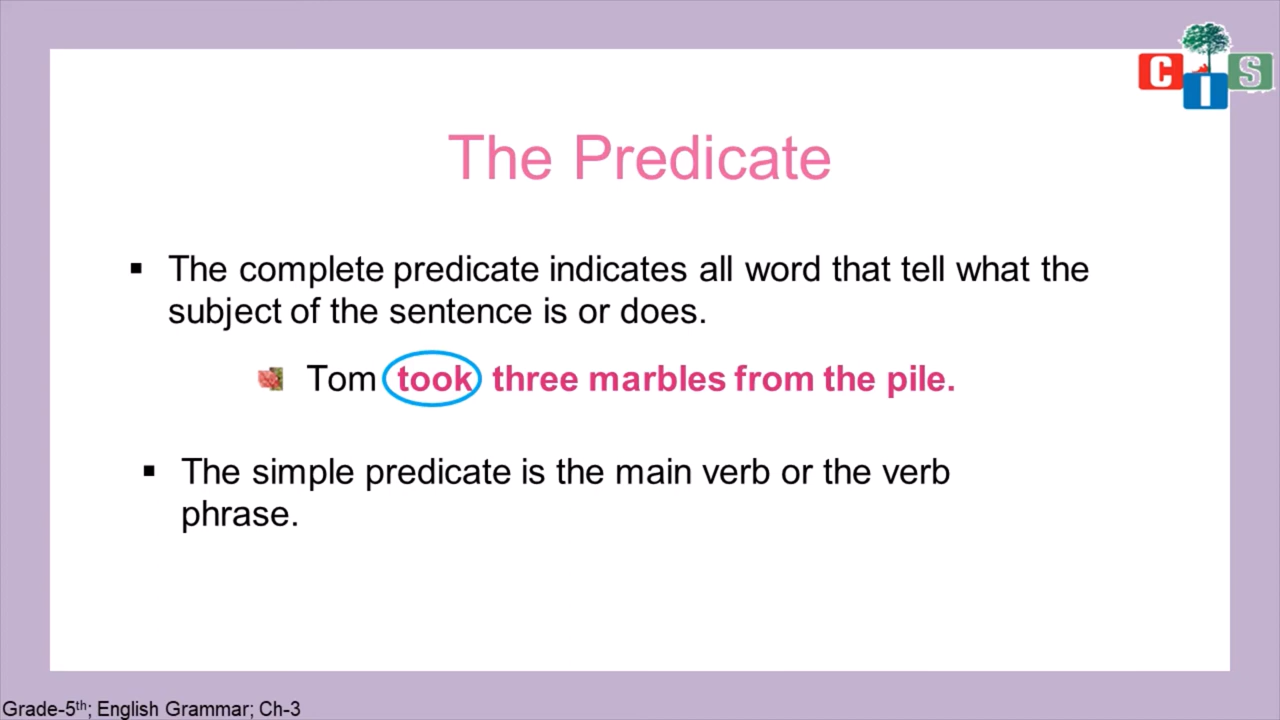 C I S
The Predicate
▪ The complete predicate indicates all word that tell what the
subject of the sentence is or does.
Tom took three marbles from the pile.
▪ The simple predicate is the main verb or the verb
phrase.
Grade-5th; English Grammar; Ch-3